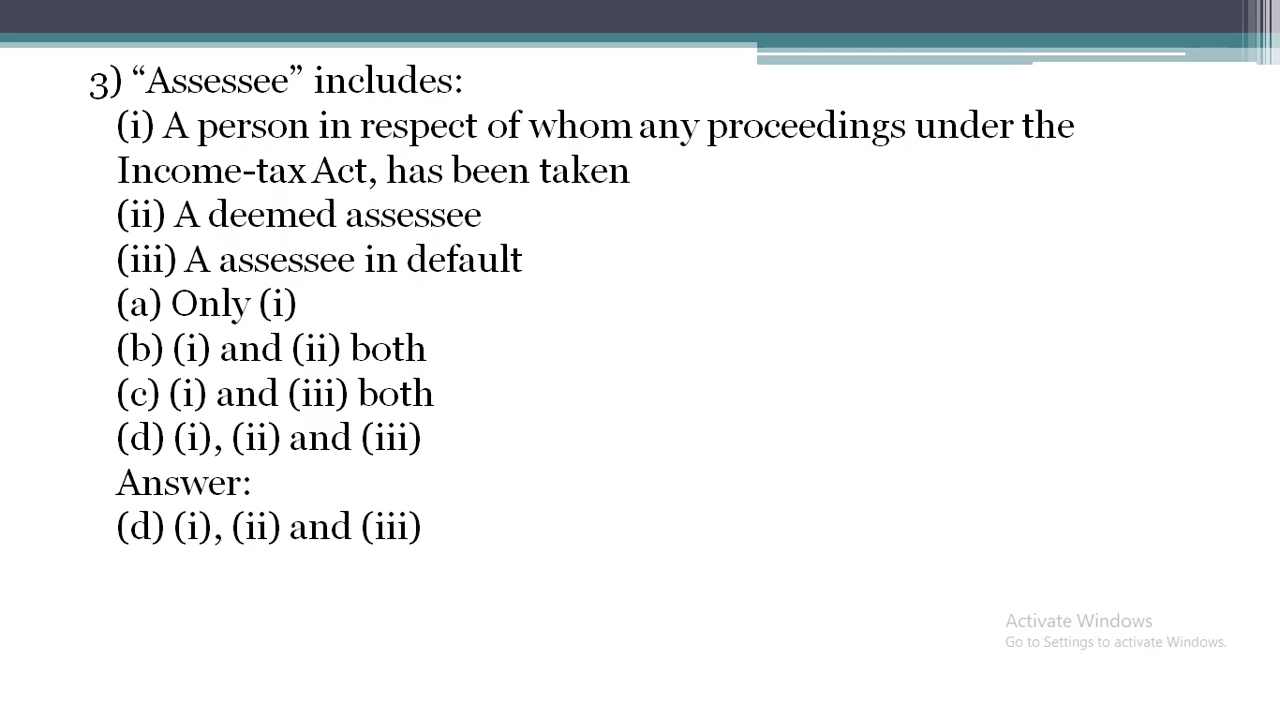 3) “Assessee” includes:
(i) A person in respect of whom any proceedings under the
Income-tax Act, has been taken
(ii) A deemed assessee
(iii) A assessee in default
(a) Only (i)
(b) (i) and (ii) both
(c) (i) and (iii) both
(d) (i), (ii) and (iii)
Answer:
(d) (i), (ii) and (iii)
Activate Windows
Go to Settings to activate Windows.